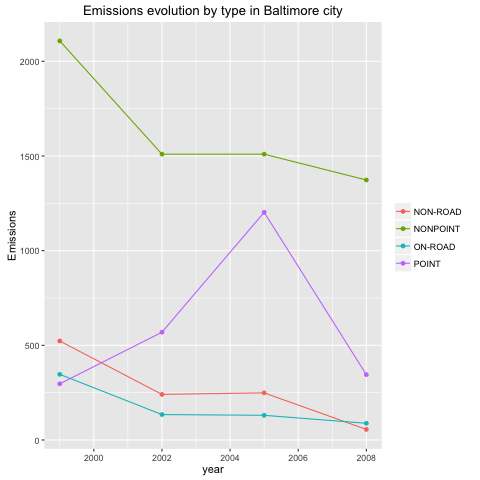 Emissions evolution by type in Baltimore city
2000
1500
1000
500
0
Emissions
2000
2002
2004
2006
2008
year
NON-ROAD
NONPOINT
ON-ROAD
POINT